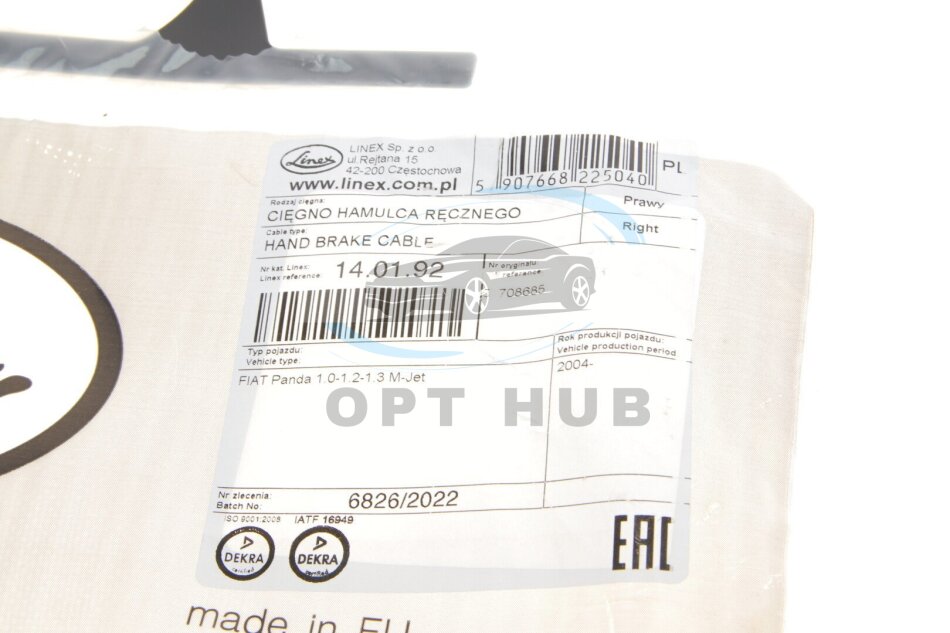 Linex
LINEX Sp. z o.o.
ul.Rejtana 15
42-200 Częstochowa
www.linex.com.pl
5 907668 225040
PL
Rodzaj cięgna:
CIĘGNO HAMULCA RĘCZNEGO
Prawy
Cable type:
HAND BRAKE CABLE
Right
Nr kat. Linex:
Linex reference:
14.01.92
Nr oryginału:
reference:
708685
Typ pojazdu:
Vehicle type:
Rok produkcji pojazdu:
Vehicle production period
FIAT Panda 1.0-1.2-1.3 M-Jet
2004-
OPT HUB
Nr zlecenia:
Batch No:
6826/2022
ISO 9001:2008
IATF 16949
DEKRA
DEKRA
EAC
made in EU